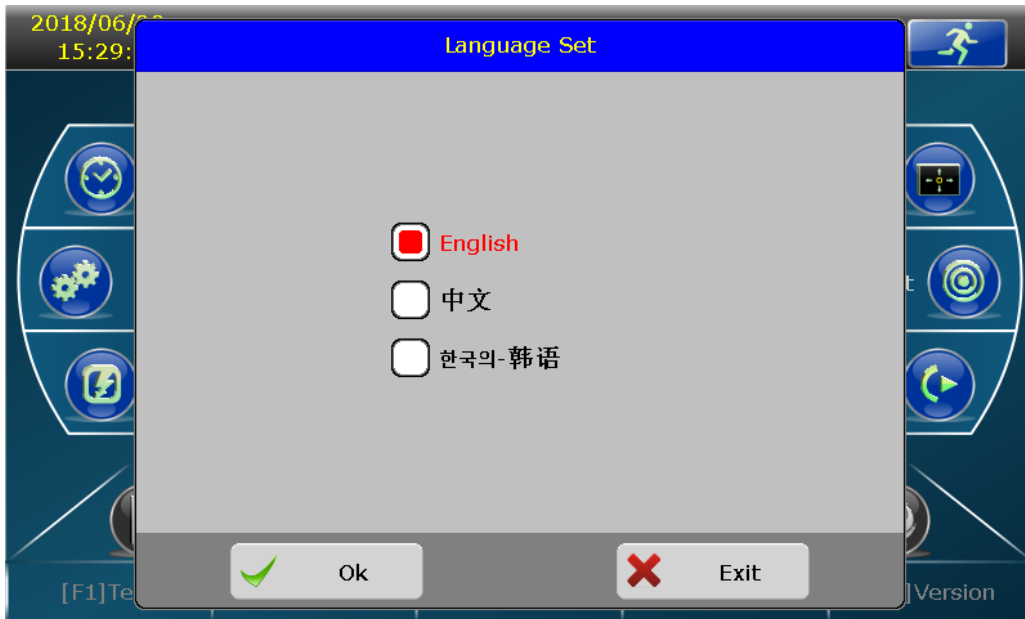 2018/06/
15:29:
Language Set
English
中文
한국의-韩语
Ok
Exit
[F1]Te
]Version